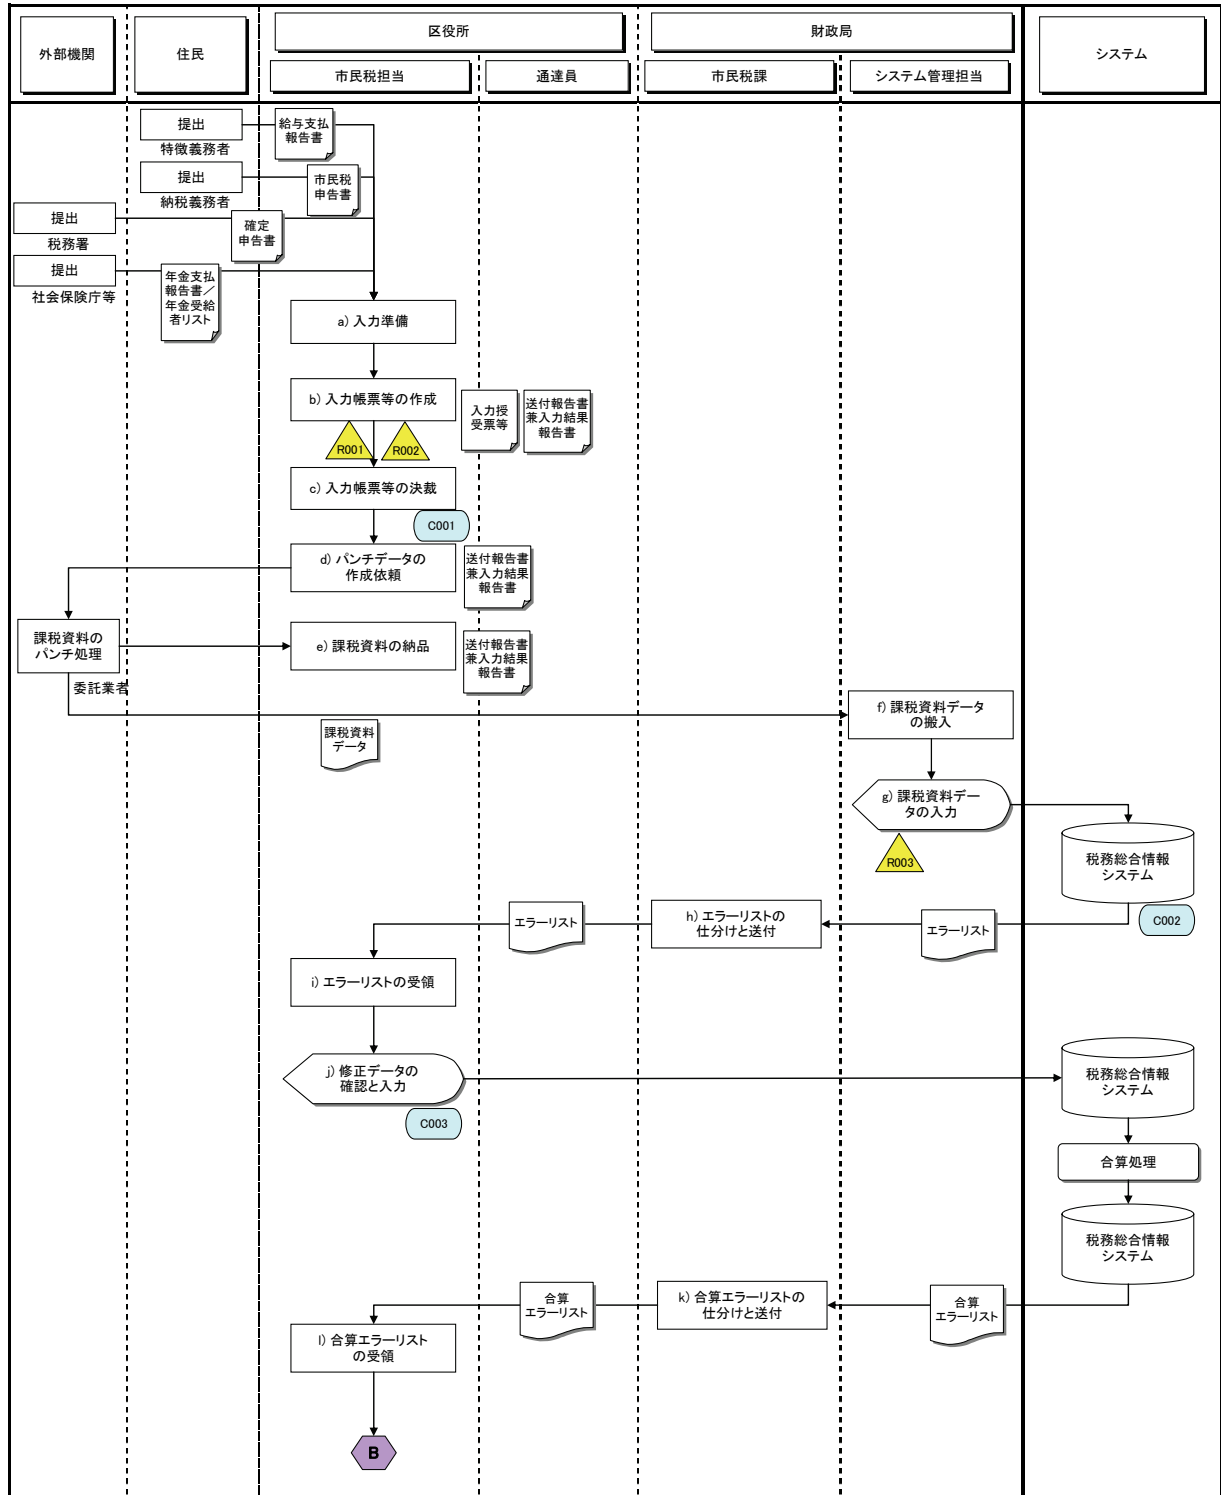 外部機関
住民
区役所
財政局
システム
市民税担当
通達員
市民税課
システム管理担当
提出
特徴義務者
給与支払
報告書
提出
納税義務者
市民税
申告書
提出
税務署
確定
申告書
提出
社会保険庁等
年金支払
報告書／
年金受給
者リスト
a) 入力準備
b) 入力帳票等の作成
入力授
受票等
送付報告書
兼入力結果
報告書
R001
R002
c) 入力帳票等の決裁
C001
d) パンチデータの
作成依頼
送付報告書
兼入力結果
報告書
課税資料の
パンチ処理
委託業者
e) 課税資料の納品
送付報告書
兼入力結果
報告書
課税資料
データ
f) 課税資料データ
の搬入
g) 課税資料デー
タの入力
R003
税務総合情報
システム
C002
エラーリスト
h) エラーリストの
仕分けと送付
エラーリスト
i) エラーリストの受領
j) 修正データの
確認と入力
C003
税務総合情報
システム
合算処理
税務総合情報
システム
合算
エラーリスト
k) 合算エラーリストの
仕分けと送付
合算
エラーリスト
l) 合算エラーリスト
の受領
B